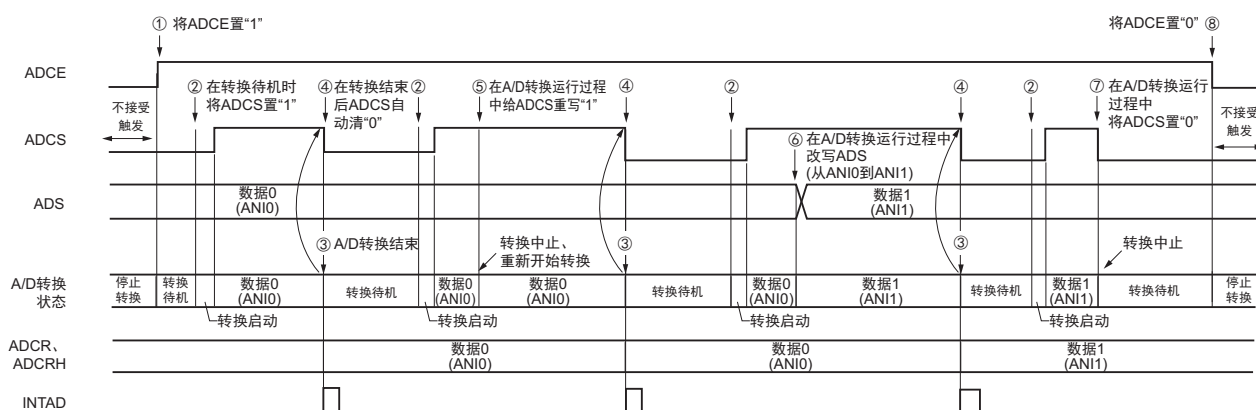 ① 将ADCE置“1”
将ADCE置“0” ⑧
ADCE
不接受
触发
② 在转换待机时
将ADCS置“1”
④ 在转换结束
后ADCS自
动清“0”
②
⑤ 在A/D转换运行过程
中给ADCS重写“1”
④
②
④
②
⑦ 在A/D转换运行
过程中
将ADCS置“0”
不接受
触发
ADCS
⑥ 在A/D转换运行过程中
改写ADS
(从ANI0到ANI1)
ADS
数据0
(ANI0)
数据1
(ANI1)
③ A/D转换结束
转换中止、
重新开始转换
③
③
转换中止
A/D转换
状态
停止
转换
转换
待机
数据0
(ANI0)
转换待机
数据0
(ANI0)
数据0
(ANI0)
转换待机
数据0
(ANI0)
数据1
(ANI1)
转换待机
数据1
(ANI1)
转换待机
停止
转换
转换启动
转换启动
转换启动
转换启动
ADCR、
ADCRH
数据0
(ANI0)
数据0
(ANI0)
数据1
(ANI1)
INTAD